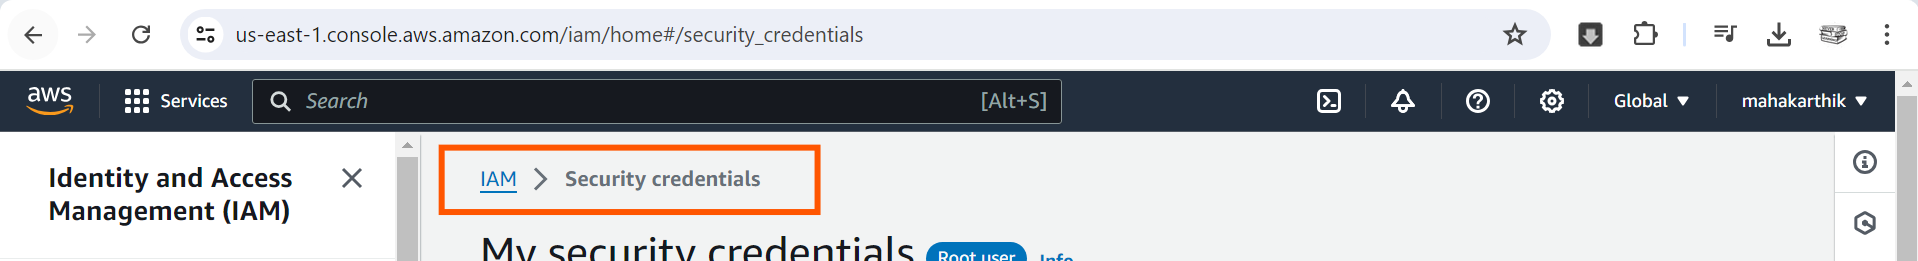 us-east-1.console.aws.amazon.com/iam/home#/security_credentials
aws Services Search [Alt+S] Global mahakarthik
Identity and Access
Management (IAM)
IAM > Security credentials
My security credentials Root user Info